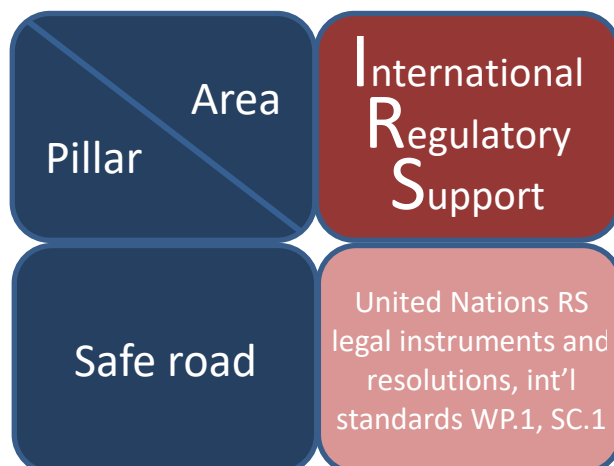 Area
Pillar
International
Regulatory
Support
Safe road
United Nations RS
legal instruments and
resolutions, int’l
standards WP.1, SC.1